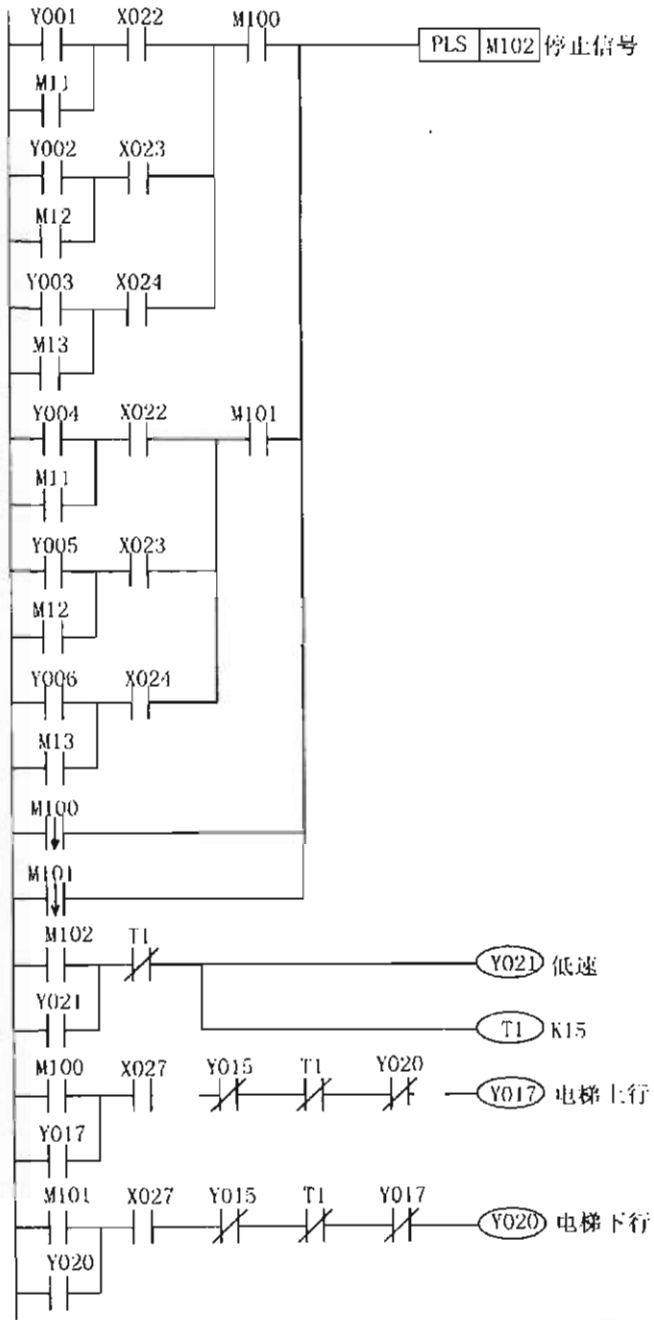 Y001 X022 M100
PLS M102 停止信号
M11
Y002 X023
M12
Y003 X024
M13
Y004 X022 M101
M11
Y005 X023
M12
Y006 X024
M13
M100
M101
M102 T1
Y021 低速
Y021
T1 K15
M100 X027 Y015 T1 Y020
Y017 电梯上行
Y017
M101 X027 Y015 T1 Y017
Y020 电梯下行
Y020